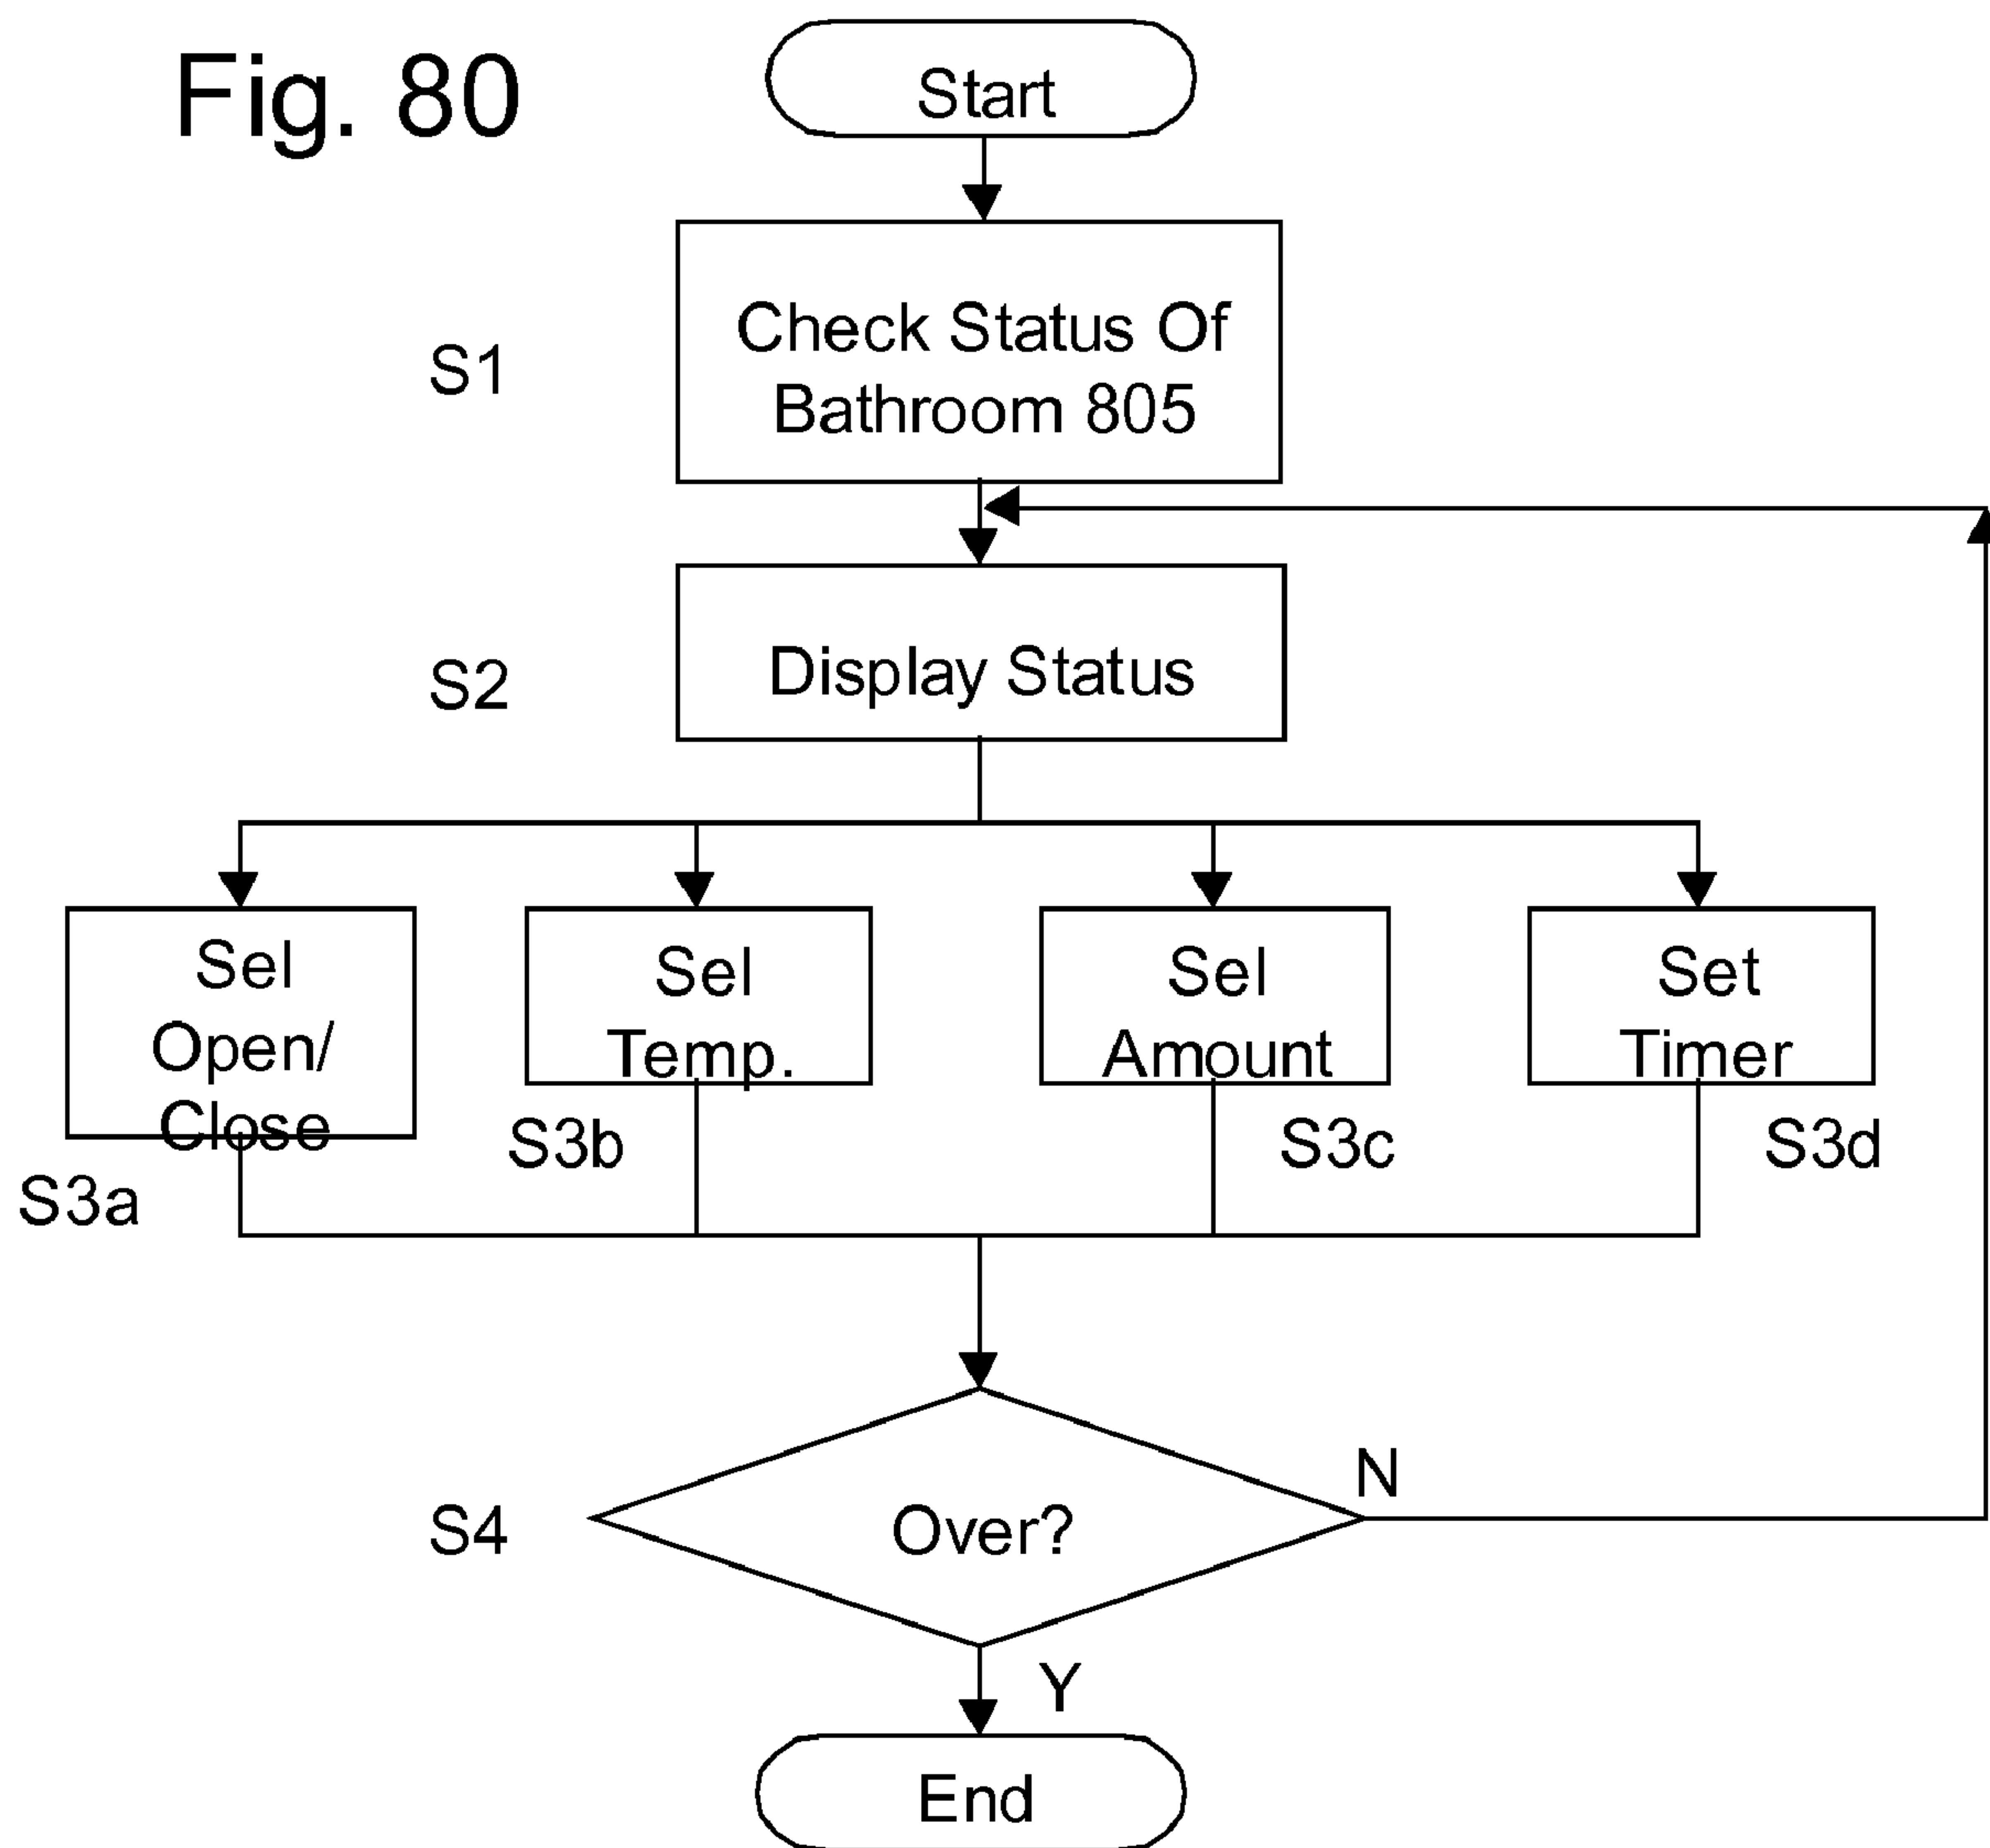 Fig. 80
Start
S1
Check Status Of
Bathroom 805
S2
Display Status
Sel
Open/
Close
S3a
Sel
Temp.
S3b
Sel
Amount
S3c
Set
Timer
S3d
S4
Over?
N
Y
End